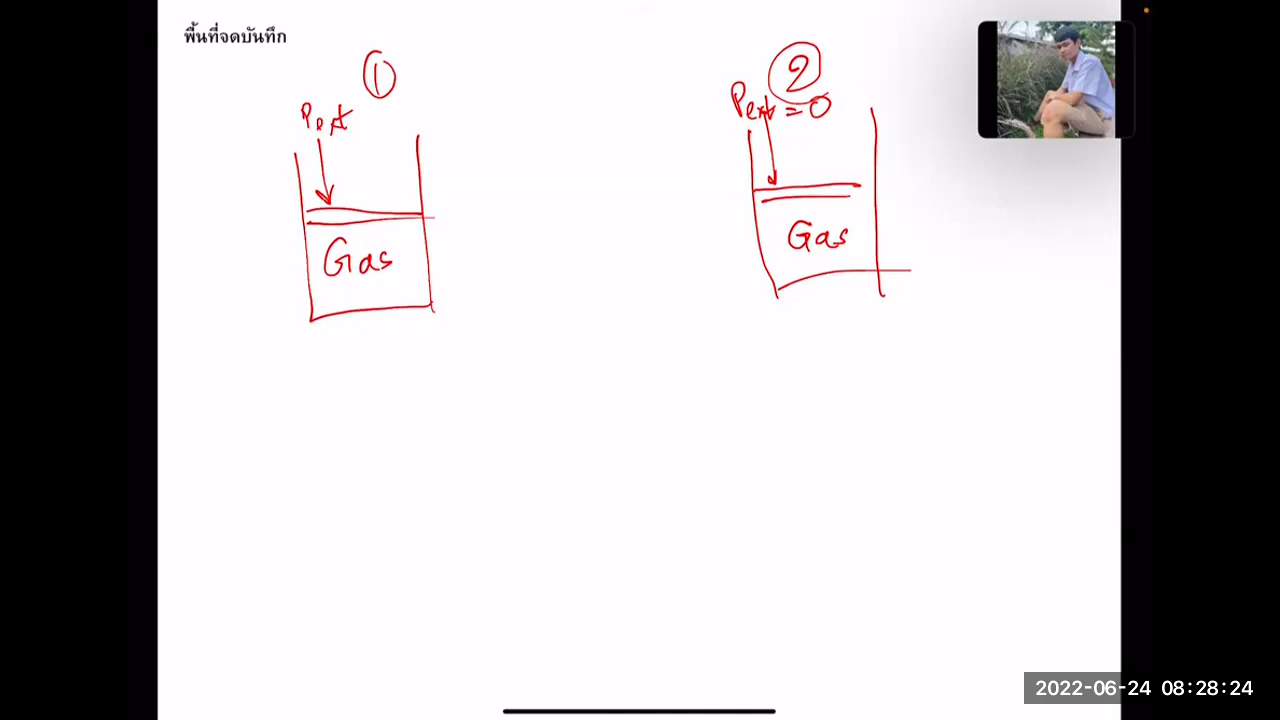 พื้นที่จดบันทึก
①
Pext
Gas
②
Pext = 0
Gas
2022-06-24 08:28:24